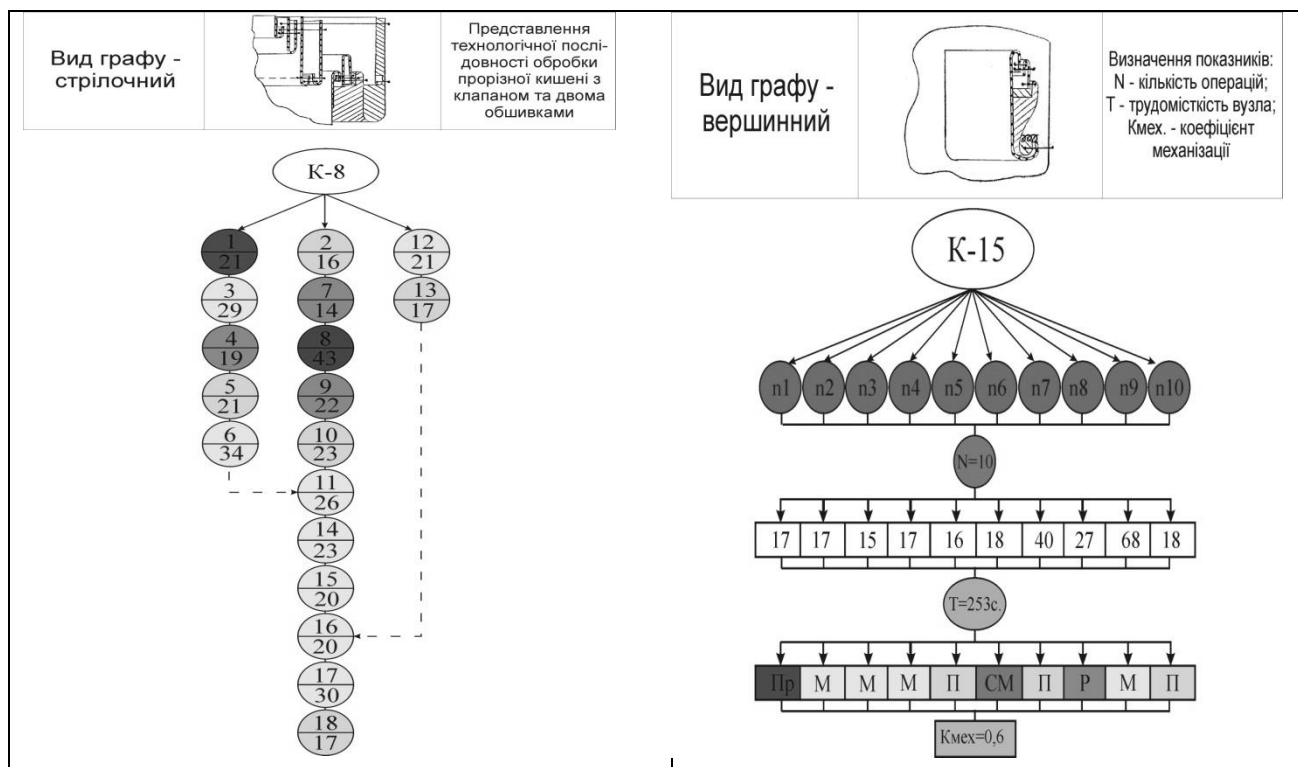 Вид графу -
стрілочний
Представлення
технологічної послі-
довності обробки
прорізної кишені з
клапаном та двома
обшивками
К-8
1
21
3
29
4
19
5
21
6
34
2
16
7
14
8
43
9
22
10
23
11
26
14
23
15
20
16
20
17
30
18
17
12
21
13
17
Вид графу -
вершинний
Визначення показників:
N - кількість операцій;
Т - трудомісткість вузла;
Кмех. - коефіцієнт
механізації
К-15
n1 n2 n3 n4 n5 n6 n7 n8 n9 n10
N=10
17 17 15 17 16 18 40 27 68 18
Т=253с.
Пр М М М П СМ П Р М П
Кмех=0,6